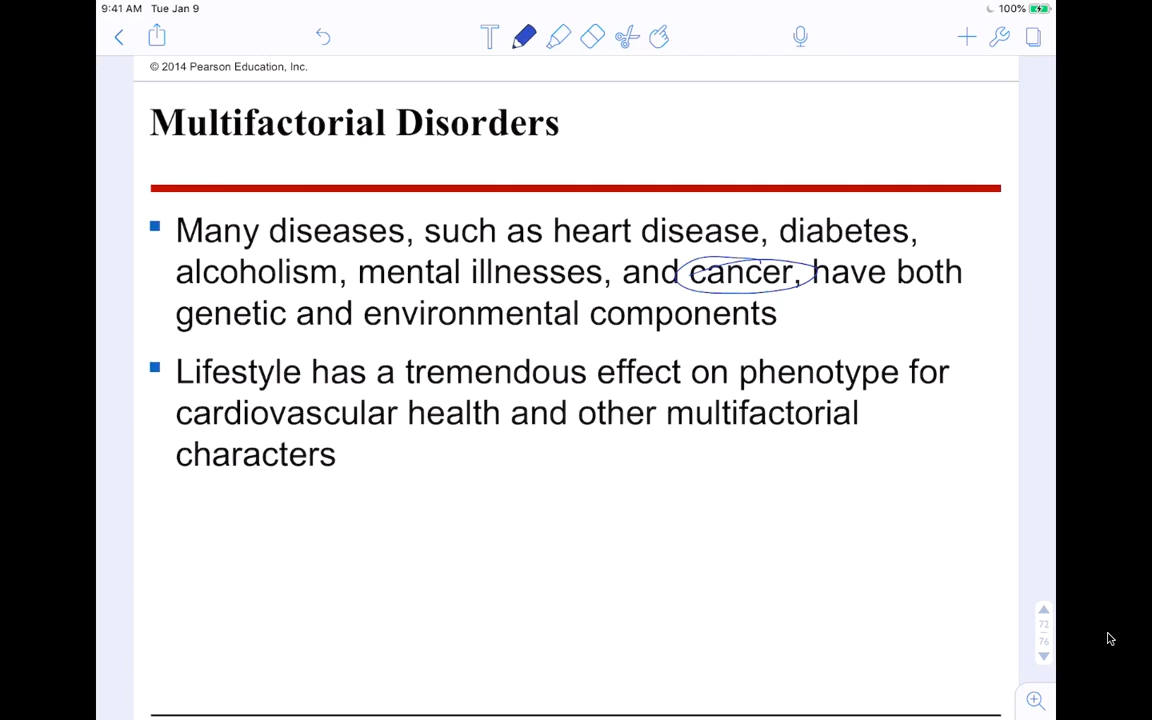 9:41 AM Tue Jan 9 100%
T
© 2014 Pearson Education, Inc.
Multifactorial Disorders
Many diseases, such as heart disease, diabetes,
alcoholism, mental illnesses, and cancer, have both
genetic and environmental components
Lifestyle has a tremendous effect on phenotype for
cardiovascular health and other multifactorial
characters
72
76